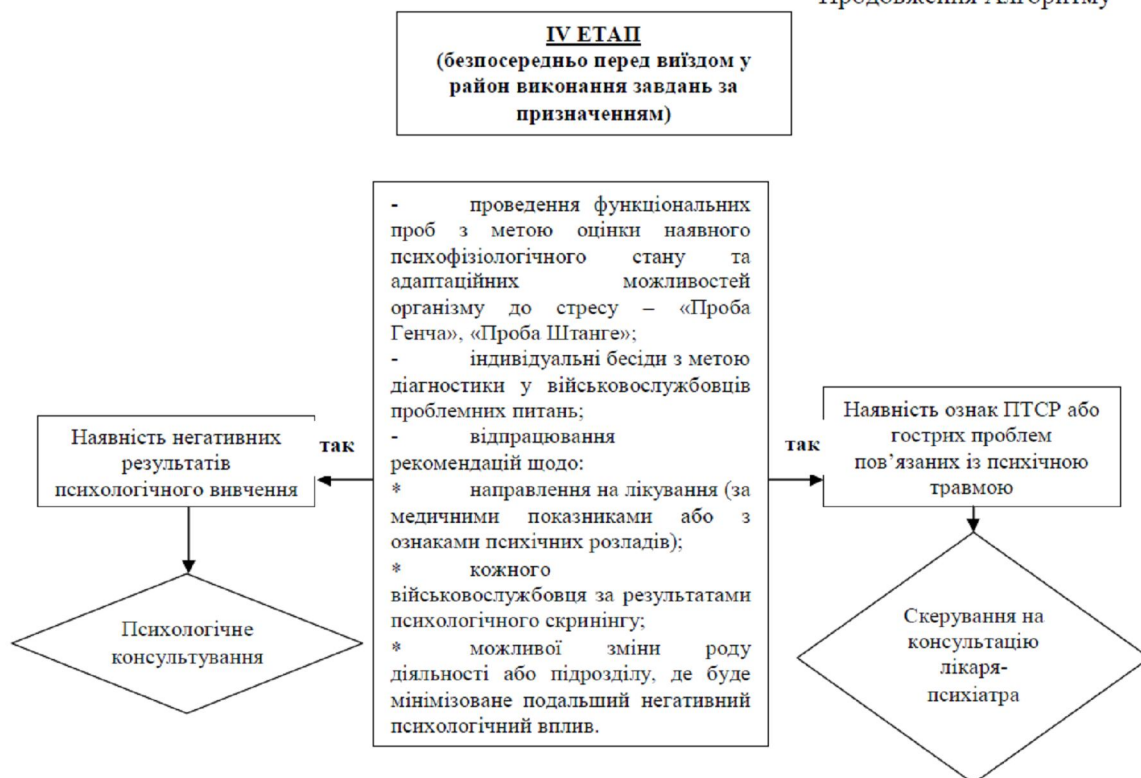 Продовження Алгоритму
IV ЕТАП
(безпосередньо перед виїздом у
район виконання завдань за
призначенням)
- проведення функціональних
проб з метою оцінки наявного
психофізіологічного стану та
адаптаційних можливостей
організму до стресу – «Проба
Генча», «Проба Штанге»;
- індивідуальні бесіди з метою
діагностики у військовослужбовців
проблемних питань;
- відпрацювання
рекомендацій щодо:
* направлення на лікування (за
медичними показниками або з
ознаками психічних розладів);
* кожного
військовослужбовця за результатами
психологічного скринінгу;
* можливої зміни роду
діяльності або підрозділу, де буде
мінімізоване подальший негативний
психологічний вплив.
так
Наявність негативних
результатів
психологічного вивчення
Психологічне
консультування
так
Наявність ознак ПТСР або
гострих проблем
пов’язаних із психічною
травмою
Скерування на
консультацію
лікаря-
психіатра